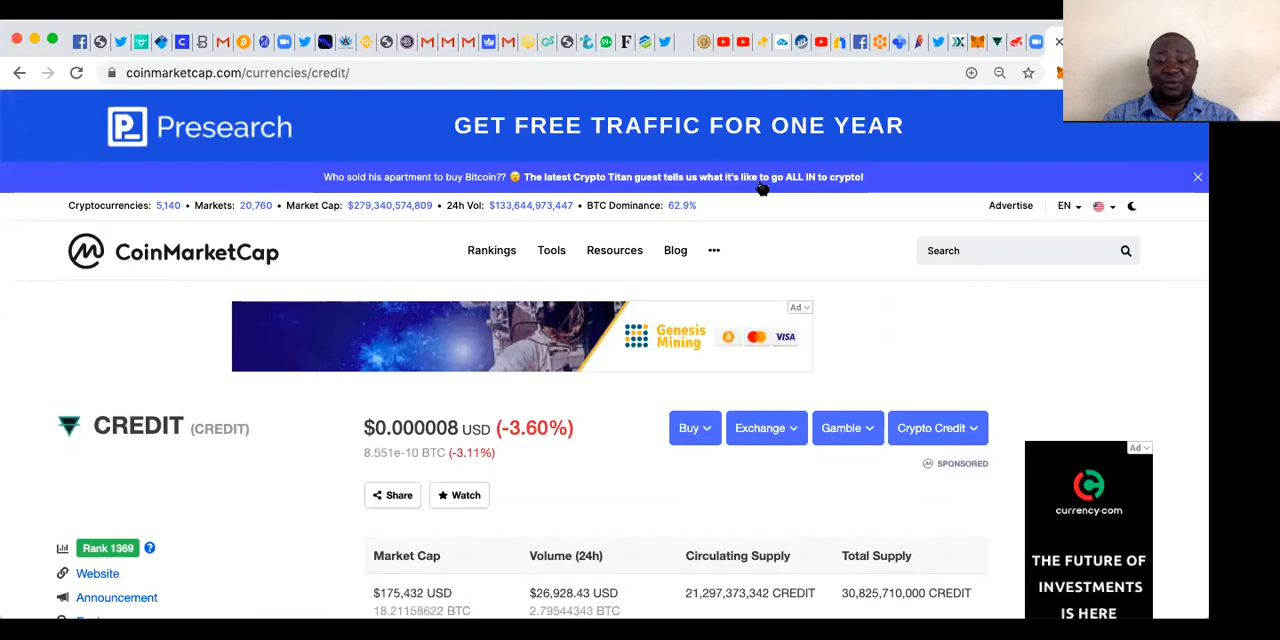 coinmarketcap.com/currencies/credit/
Presearch
GET FREE TRAFFIC FOR ONE YEAR
Who sold his apartment to buy Bitcoin?? 😲 The latest Crypto Titan guest tells us what it's like to go ALL IN to crypto!
Cryptocurrencies: 5,140 • Markets: 20,760 • Market Cap: $279,340,574,809 • 24h Vol: $133,644,973,447 • BTC Dominance: 62.9%
Advertise
EN
CoinMarketCap
Rankings Tools Resources Blog •••
Search
Ad
Genesis
Mining
VISA
CREDIT (CREDIT)
$0.000008 USD (-3.60%)
8.551e-10 BTC (-3.11%)
Buy Exchange Gamble Crypto Credit
SPONSORED
Share Watch
Ad
currency.com
THE FUTURE OF
INVESTMENTS
IS HERE
Rank 1369
Website
Announcement
Market Cap Volume (24h) Circulating Supply Total Supply
$175,432 USD $26,928.43 USD 21,297,373,342 CREDIT 30,825,710,000 CREDIT
18.21158622 BTC 2.79544343 BTC